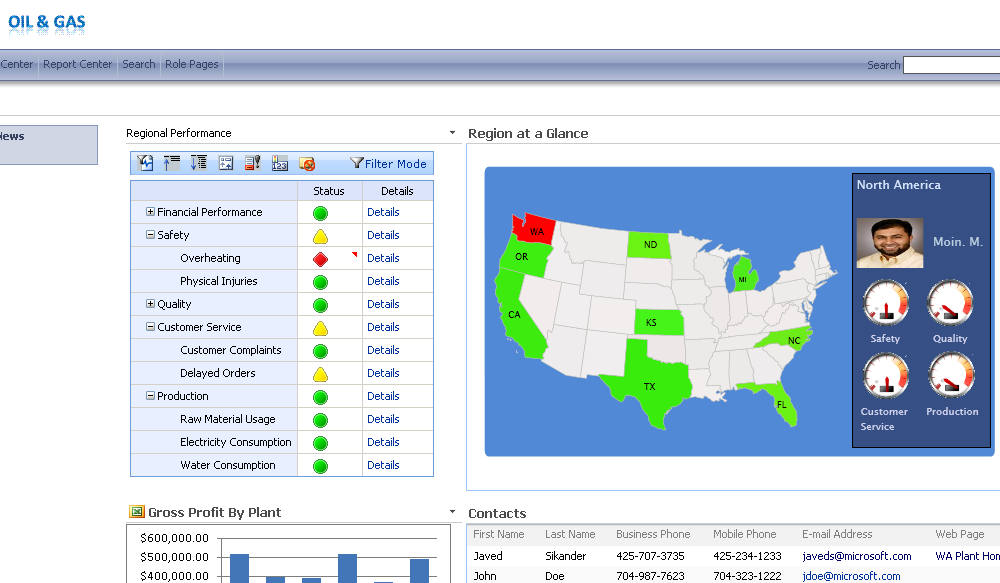 OIL & GAS
Center Report Center Search Role Pages Search
News
Regional Performance
Filter Mode
Status Details
Financial Performance Details
Safety Details
Overheating Details
Physical Injuries Details
Quality Details
Customer Service Details
Customer Complaints Details
Delayed Orders Details
Production Details
Raw Material Usage Details
Electricity Consumption Details
Water Consumption Details
Region at a Glance
WA
OR
CA
ND
MI
KS
NC
TX
FL
North America
Moin. M.
Safety Quality
Customer Service Production
Gross Profit By Plant
$600,000.00
$500,000.00
$400,000.00
Contacts
First Name Last Name Business Phone Mobile Phone E-mail Address Web Page
Javed Sikander 425-707-3735 425-234-1233 javeds@microsoft.com WA Plant Hom
John Doe 704-987-7623 704-323-1222 jdoe@microsoft.com